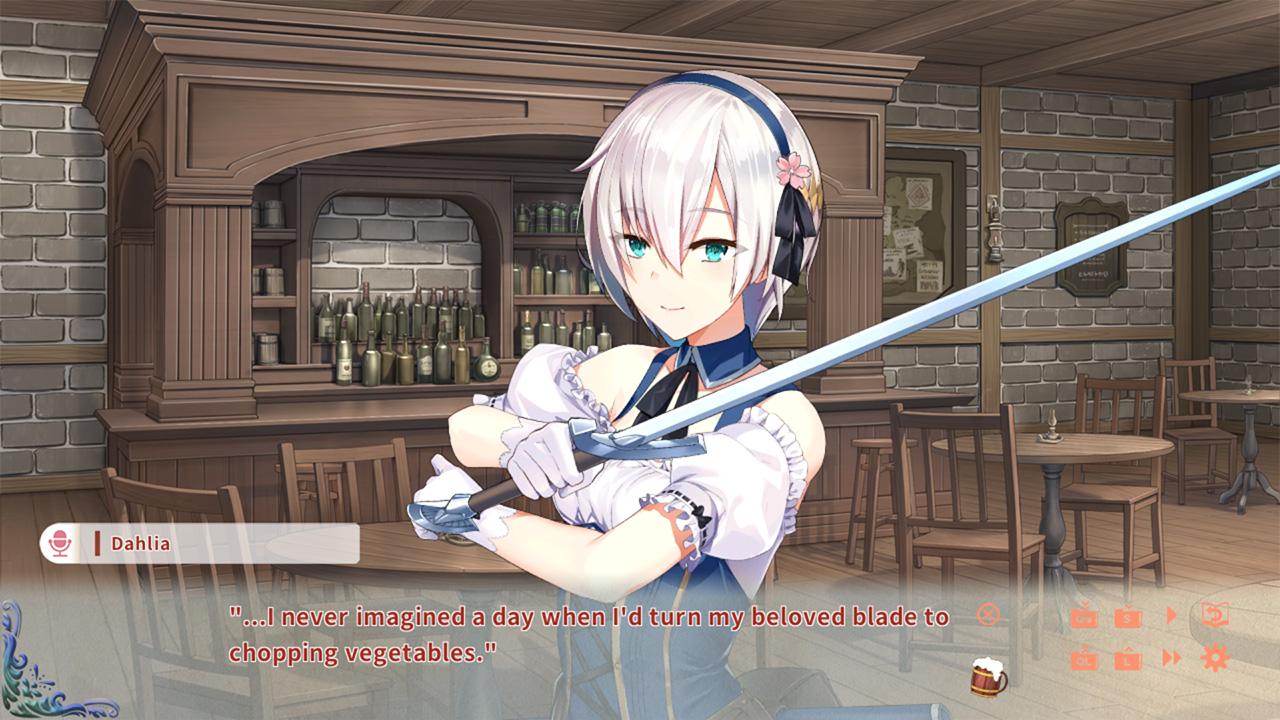 Dahlia
"...I never imagined a day when I'd turn my beloved blade to
chopping vegetables."